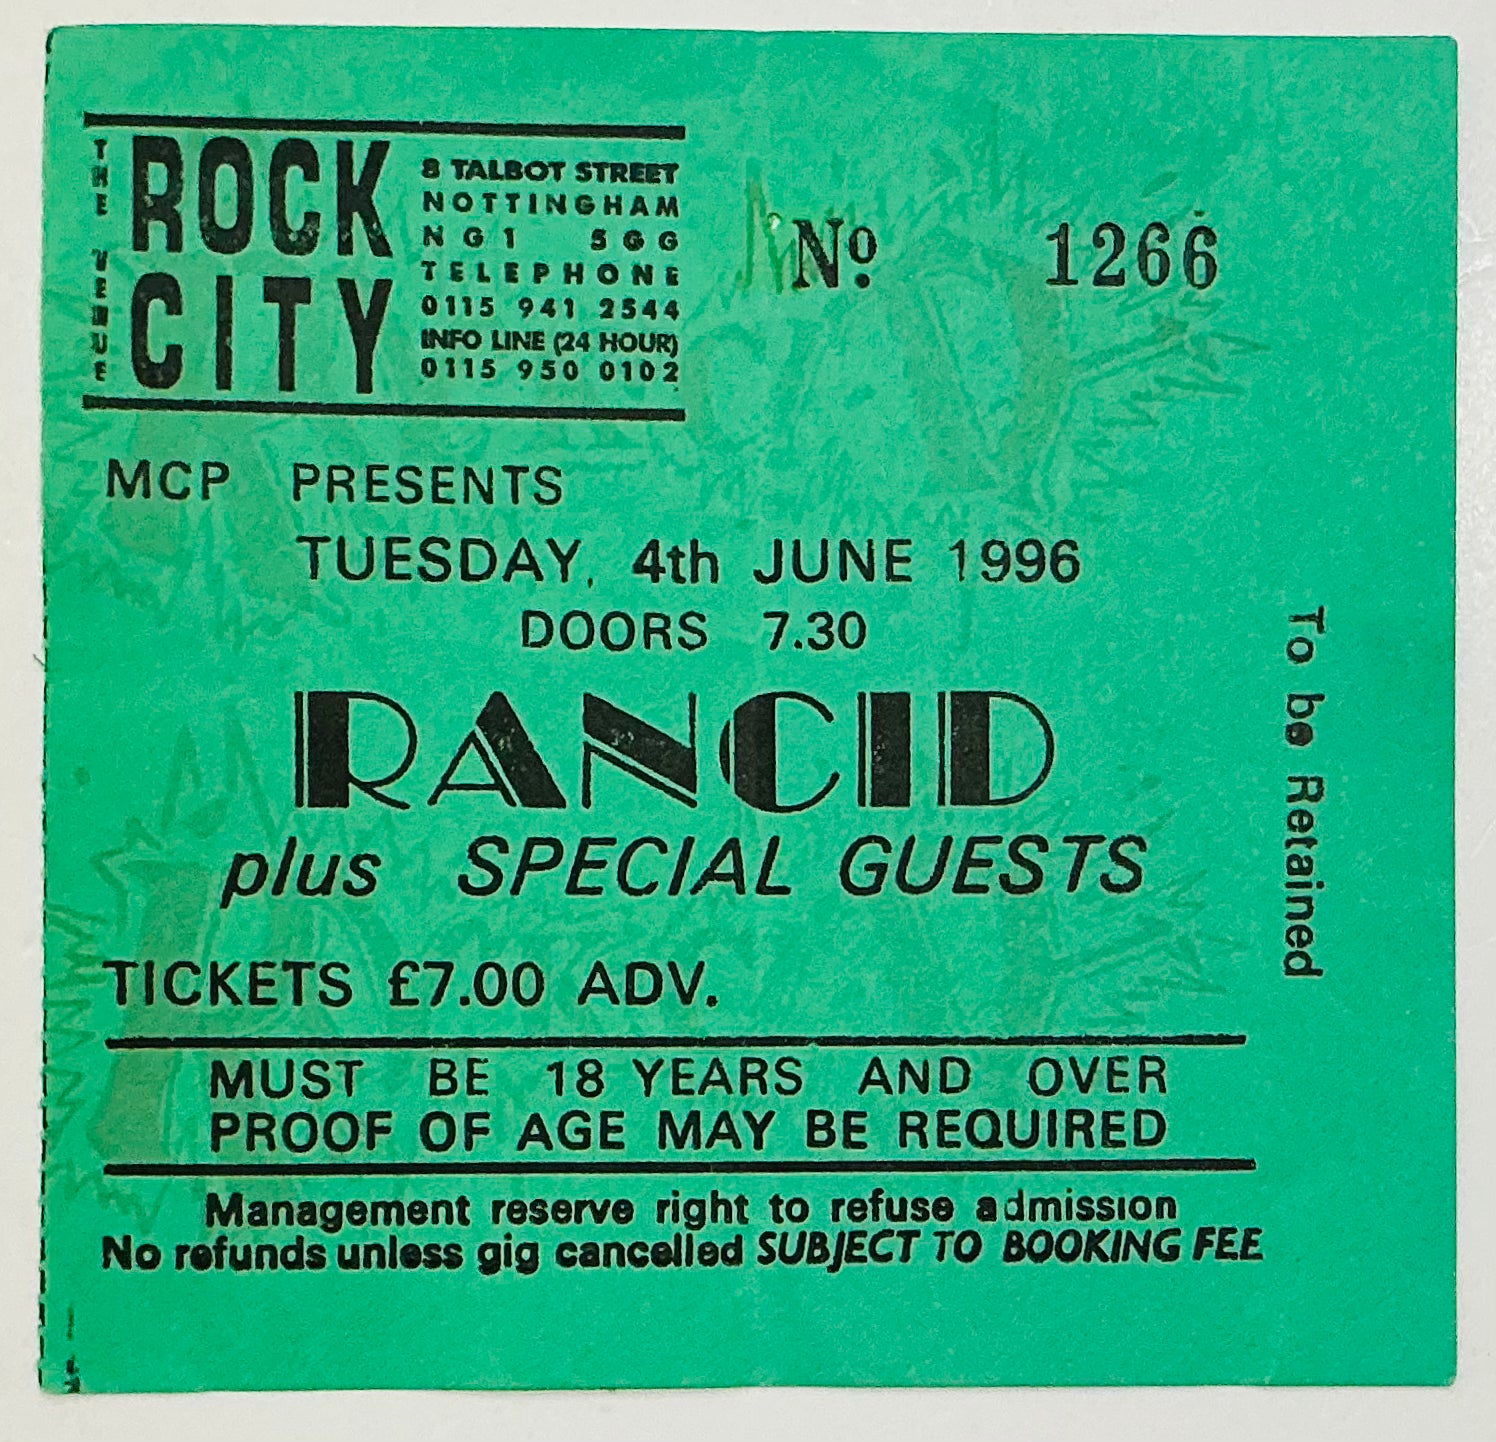 THE VENUE
ROCK
CITY
8 TALBOT STREET
NOTTINGHAM
NG1 5GG
TELEPHONE
0115 941 2544
INFO LINE (24 HOUR)
0115 950 0102
Nº 1266
MCP PRESENTS
TUESDAY, 4th JUNE 1996
DOORS 7.30
RANCID
plus SPECIAL GUESTS
TICKETS £7.00 ADV.
To be Retained
MUST BE 18 YEARS AND OVER
PROOF OF AGE MAY BE REQUIRED
Management reserve right to refuse admission
No refunds unless gig cancelled SUBJECT TO BOOKING FEE